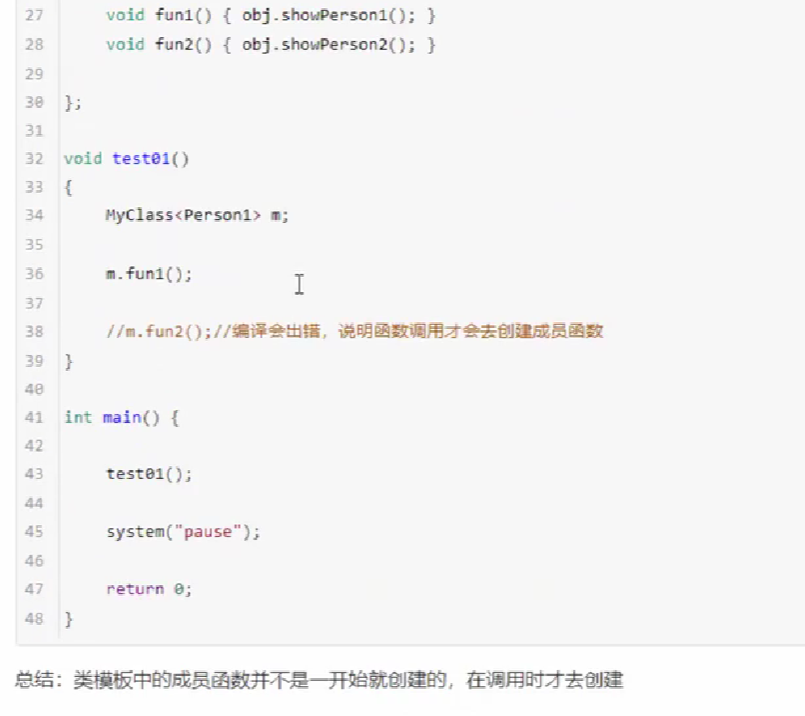 27 void fun1() { obj.showPerson1(); }
28 void fun2() { obj.showPerson2(); }
29
30 };
31
32 void test01()
33 {
34 MyClass<Person1> m;
35
36 m.fun1();
37
38 //m.fun2();//编译会出错，说明函数调用才会去创建成员函数
39 }
40
41 int main() {
42
43 test01();
44
45 system("pause");
46
47 return 0;
48 }
总结：类模板中的成员函数并不是一开始就创建的，在调用时才去创建